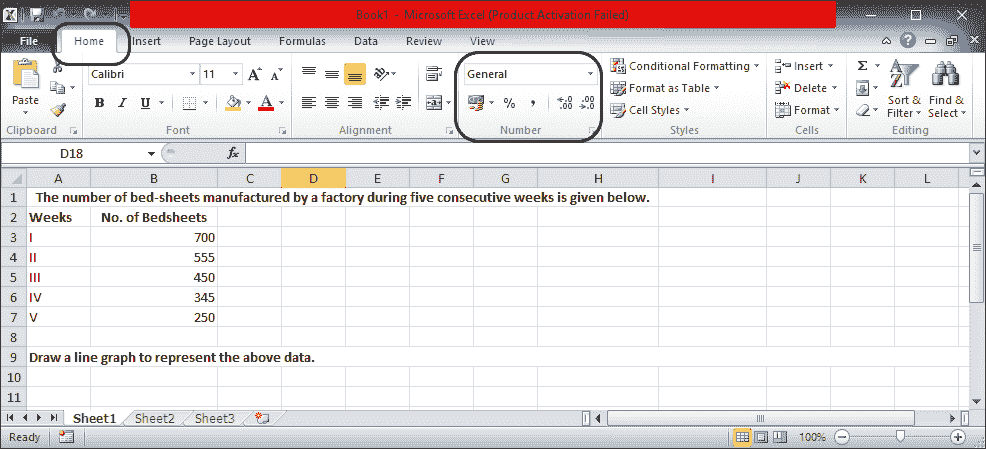 Book1 - Microsoft Excel (Product Activation Failed)
File Home Insert Page Layout Formulas Data Review View
Paste
Calibri 11
B I U A
General
% ,
Conditional Formatting
Format as Table
Cell Styles
Insert
Delete
Format
Σ
Sort & Filter
Find & Select
Clipboard Font Alignment Number Styles Cells Editing
D18 fx
A B C D E F G H I J K L
1 The number of bed-sheets manufactured by a factory during five consecutive weeks is given below.
2 Weeks No. of Bedsheets
3 I 700
4 II 555
5 III 450
6 IV 345
7 V 250
8
9 Draw a line graph to represent the above data.
10
11
Sheet1 Sheet2 Sheet3
Ready 100%